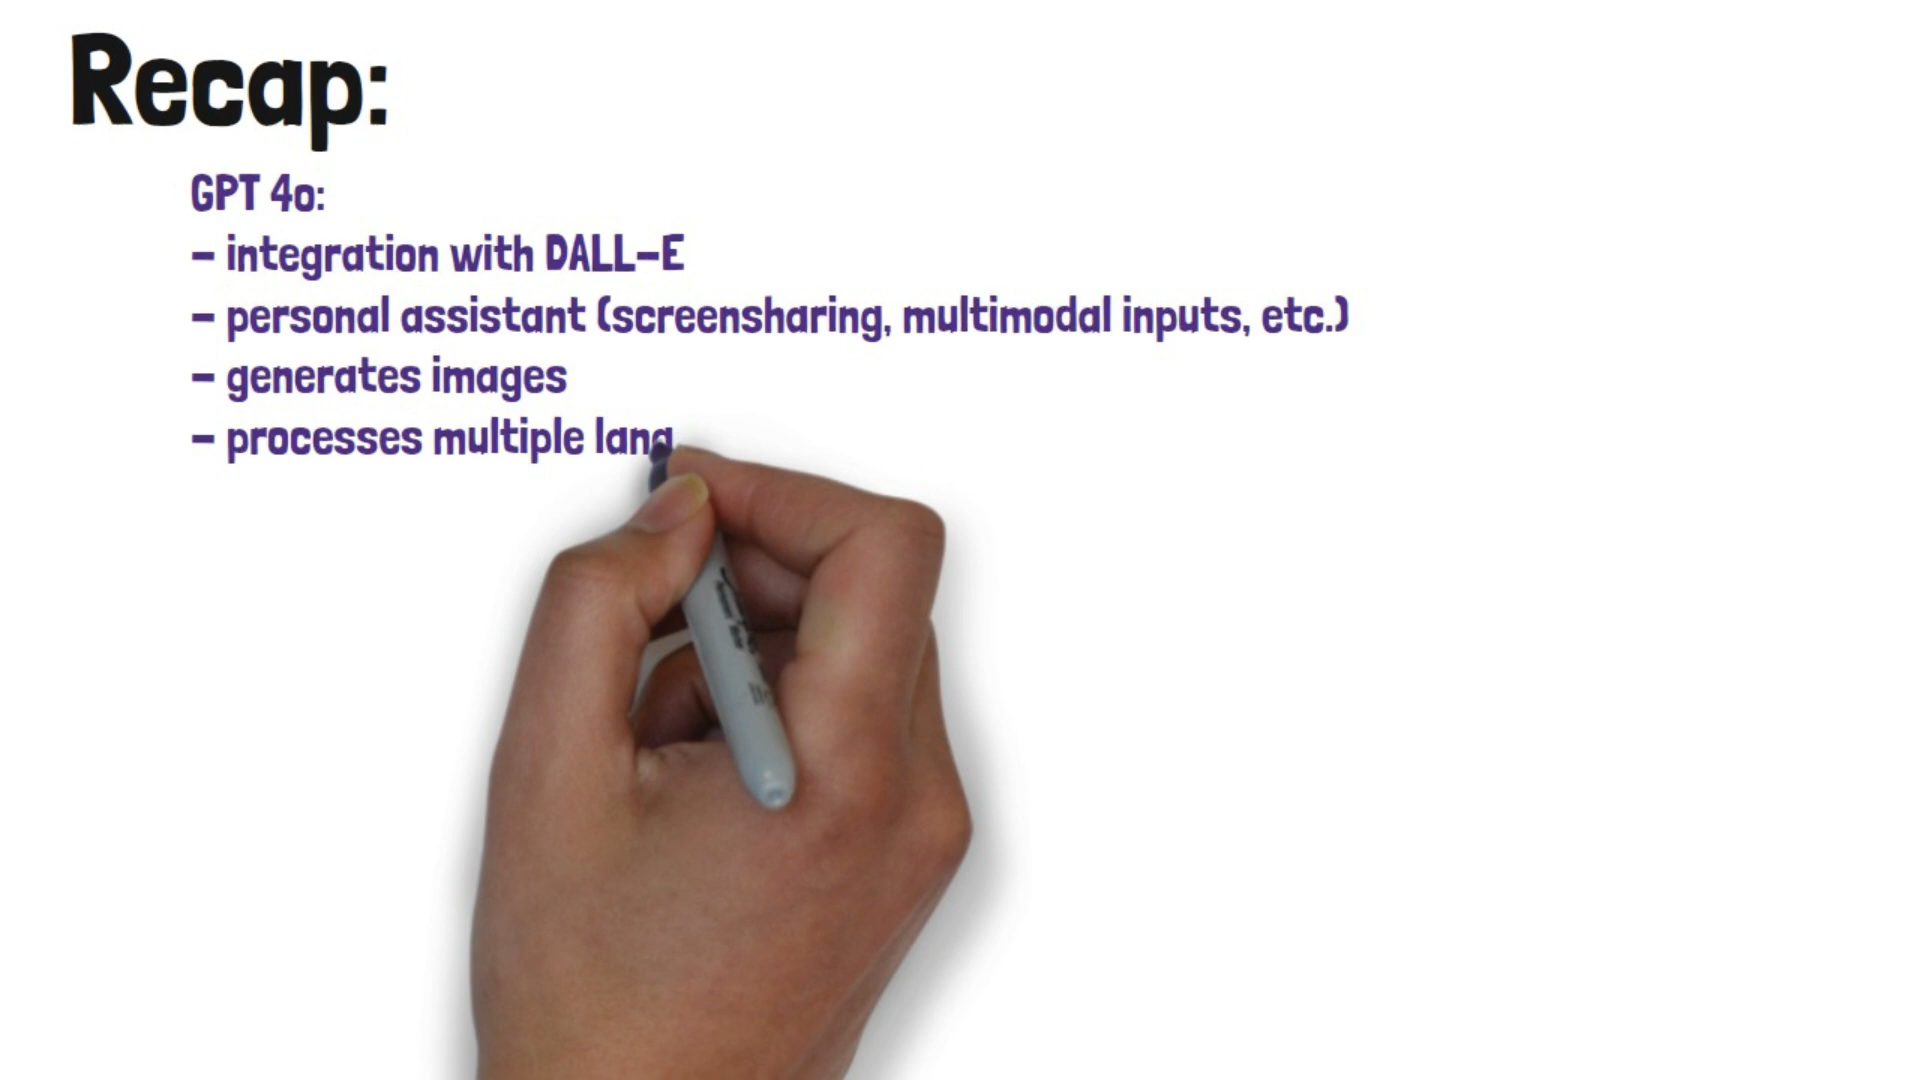 Recap:
GPT 4o:
- integration with DALL-E
- personal assistant (screensharing, multimodal inputs, etc.)
- generates images
- processes multiple lang